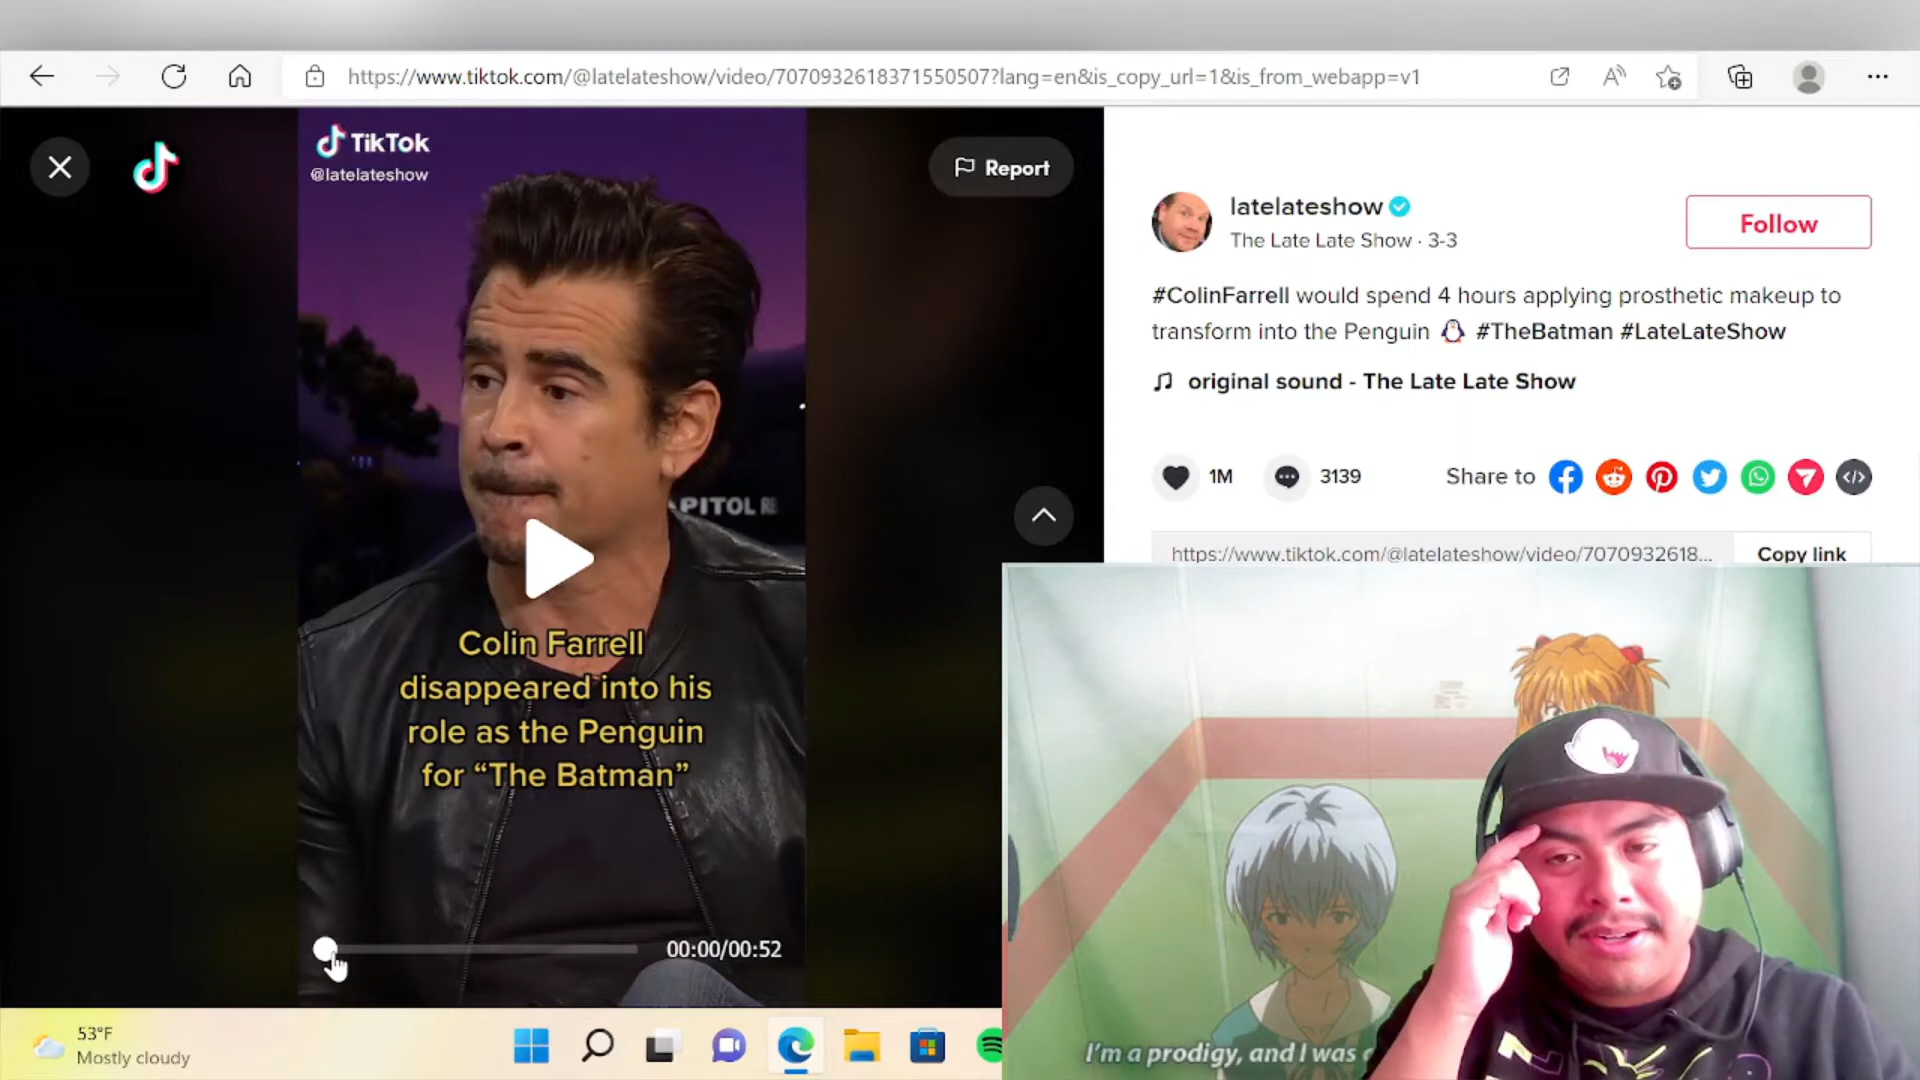 https://www.tiktok.com/@latelateshow/video/7070932618371550507?lang=en&is_copy_url=1&is_from_webapp=v1
TikTok
@latelateshow
Report
PITOL RE
Colin Farrell
disappeared into his
role as the Penguin
for “The Batman”
00:00/00:52
latelateshow
The Late Late Show · 3-3
Follow
#ColinFarrell would spend 4 hours applying prosthetic makeup to
transform into the Penguin 🐧 #TheBatman #LateLateShow
original sound - The Late Late Show
1M
3139
Share to
https://www.tiktok.com/@latelateshow/video/7070932618...
Copy link
I'm a prodigy, and I was
53°F
Mostly cloudy